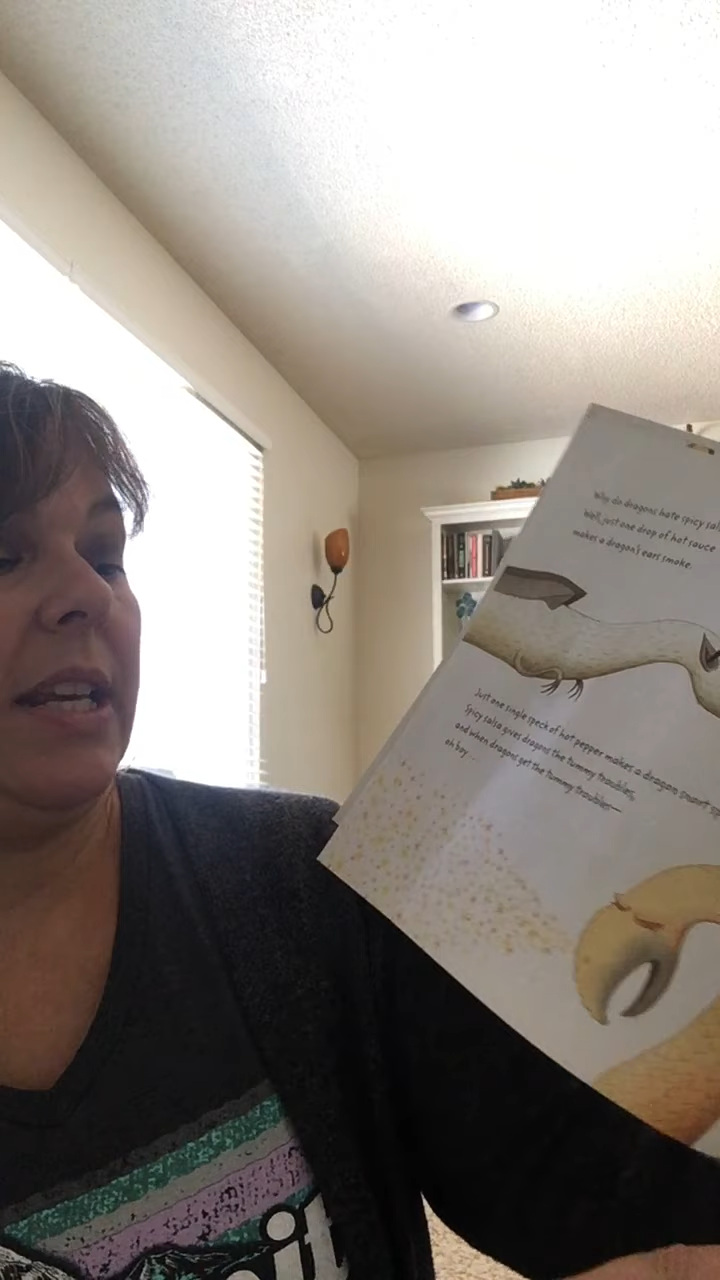 Why do dragons hate spicy
Well, just one drop of hot sauce
makes a dragon's ears smoke.
Just one single speck of hot pepper makes a dragon snort
Spicy salsa gives dragons the tummy troubles,
and when dragons get the tummy troubles—
oh boy...
it